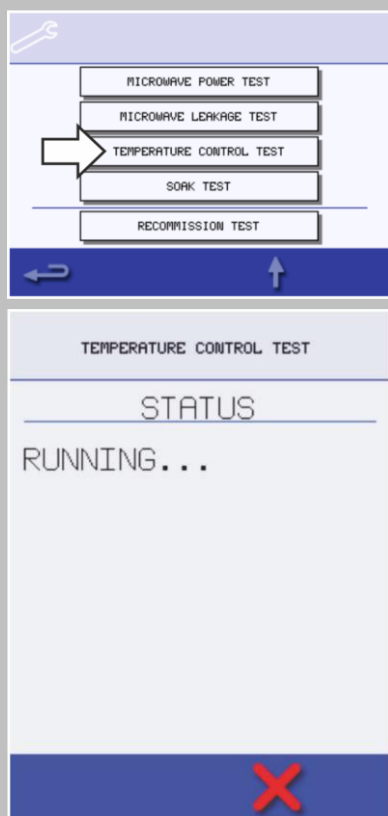 MICROWAVE POWER TEST
MICROWAVE LEAKAGE TEST
TEMPERATURE CONTROL TEST
SOAK TEST
RECOMMISSION TEST
TEMPERATURE CONTROL TEST
STATUS
RUNNING...